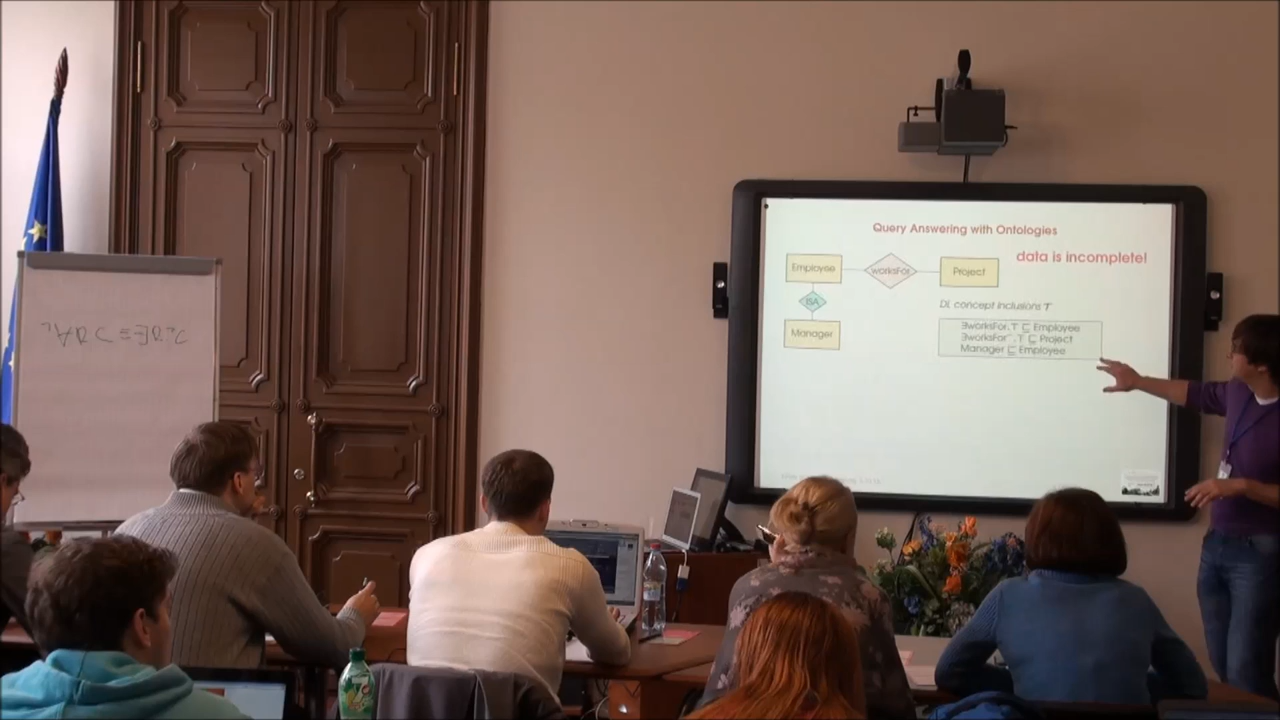 ¬∀R C ≡ ∃R.¬C
Query Answering with Ontologies
data is incomplete!
Employee
worksFor
Project
ISA
Manager
DL concept inclusions T
∃worksFor.⊤ ⊑ Employee
∃worksFor⁻.⊤ ⊑ Project
Manager ⊑ Employee